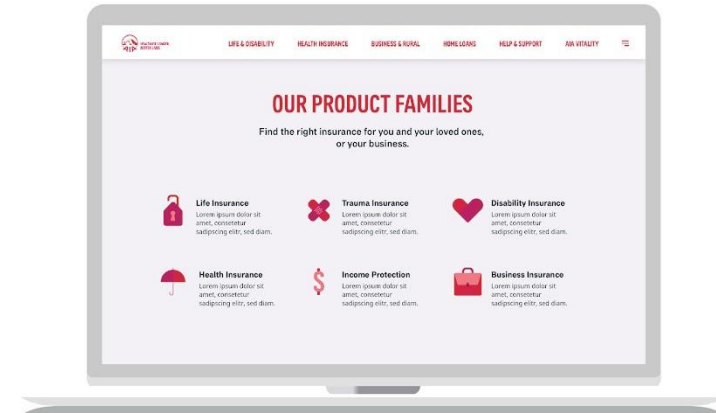 AIA
HEALTHIER, LONGER,
BETTER LIVES
LIFE & DISABILITY
HEALTH INSURANCE
BUSINESS & RURAL
HOME LOANS
HELP & SUPPORT
AIA VITALITY
OUR PRODUCT FAMILIES
Find the right insurance for you and your loved ones,
or your business.
Life Insurance
Lorem ipsum dolor sit
amet, consetetur
sadipscing elitr, sed diam.
Trauma Insurance
Lorem ipsum dolor sit
amet, consetetur
sadipscing elitr, sed diam.
Disability Insurance
Lorem ipsum dolor sit
amet, consetetur
sadipscing elitr, sed diam.
Health Insurance
Lorem ipsum dolor sit
amet, consetetur
sadipscing elitr, sed diam.
Income Protection
Lorem ipsum dolor sit
amet, consetetur
sadipscing elitr, sed diam.
Business Insurance
Lorem ipsum dolor sit
amet, consetetur
sadipscing elitr, sed diam.